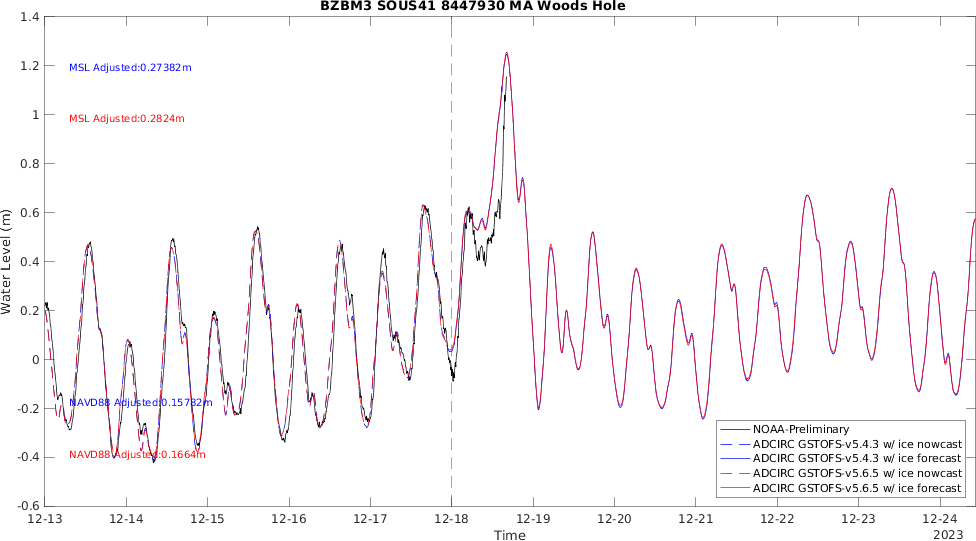 BZBM3 SOUS41 8447930 MA Woods Hole
1.4
1.2
1
0.8
0.6
0.4
0.2
0
-0.2
-0.4
-0.6
Water Level (m)
MSL Adjusted:0.27382m
MSL Adjusted:0.2824m
NAVD88 Adjusted:0.15782m
NAVD88 Adjusted:0.1664m
NOAA-Preliminary
ADCIRC GSTOFS-v5.4.3 w/ ice nowcast
ADCIRC GSTOFS-v5.4.3 w/ ice forecast
ADCIRC GSTOFS-v5.6.5 w/ ice nowcast
ADCIRC GSTOFS-v5.6.5 w/ ice forecast
12-13 12-14 12-15 12-16 12-17 12-18 12-19 12-20 12-21 12-22 12-23 12-24
Time
2023